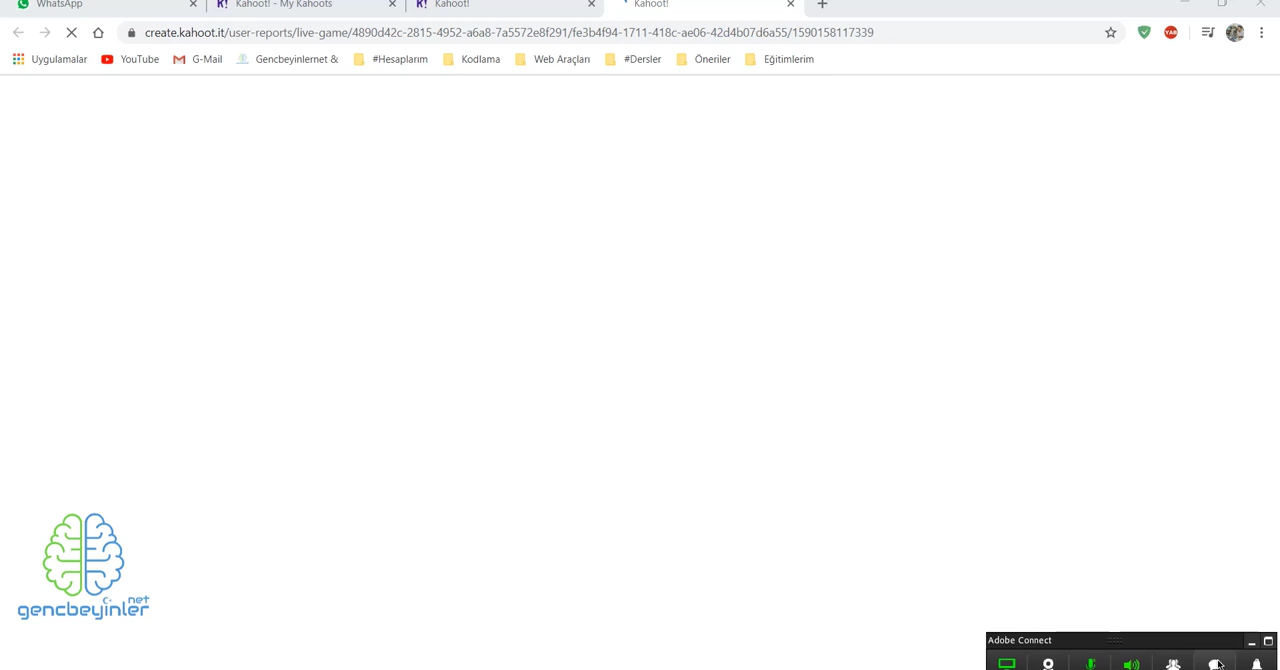 WhatsApp
Kahoot! - My Kahoots
Kahoot!
Kahoot!
create.kahoot.it/user-reports/live-game/4890d42c-2815-4952-a6a8-7a5572e8f291/fe3b4f94-1711-418c-ae06-42d4b07d6a55/1590158117339
Uygulamalar YouTube G-Mail Gencbeyinlernet & #Hesaplarım Kodlama Web Araçları #Dersler Öneriler Eğitimlerim
net
gencbeyinler
Adobe Connect